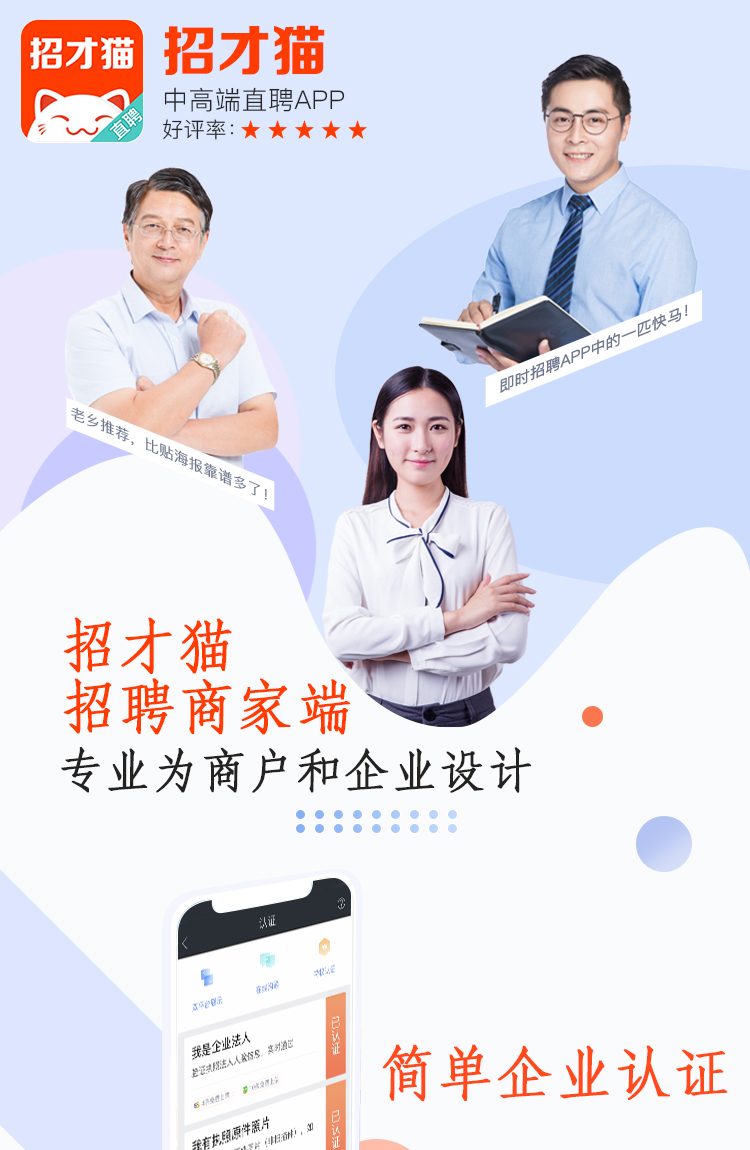 招才猫
直聘
招才猫
中高端直聘APP
好评率:★★★★★
即时招聘APP中的一匹快马!
老乡推荐,比贴海报靠谱多了!
招才猫
招聘商家端
专业为商户和企业设计
认证
在线沟通
我是企业法人
已认证
简单企业认证
我有执照原件照片
已认证